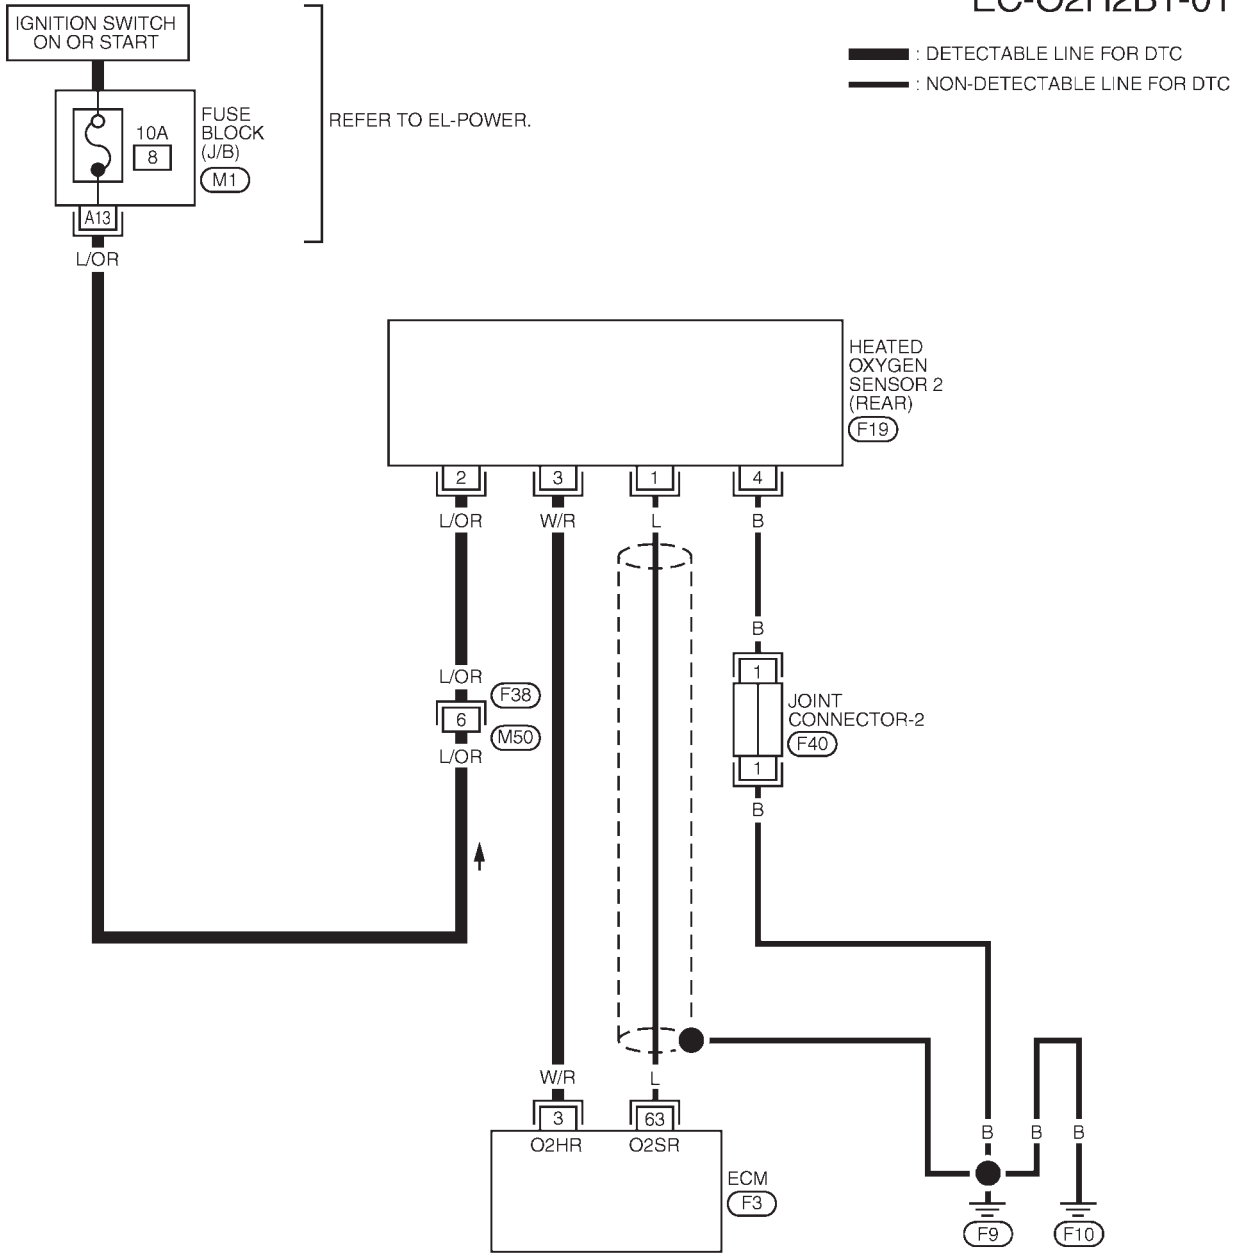 EC-O2H2B1-01
IGNITION SWITCH
ON OR START
: DETECTABLE LINE FOR DTC
: NON-DETECTABLE LINE FOR DTC
FUSE
BLOCK
(J/B)
M1
10A
8
REFER TO EL-POWER.
A13
L/OR
HEATED
OXYGEN
SENSOR 2
(REAR)
F19
2 3 1 4
L/OR W/R L B
B
L/OR
F38
6
M50
L/OR
1
JOINT
CONNECTOR-2
F40
1
B
W/R L
3 63
O2HR O2SR
ECM
F3
B B B
F9 F10